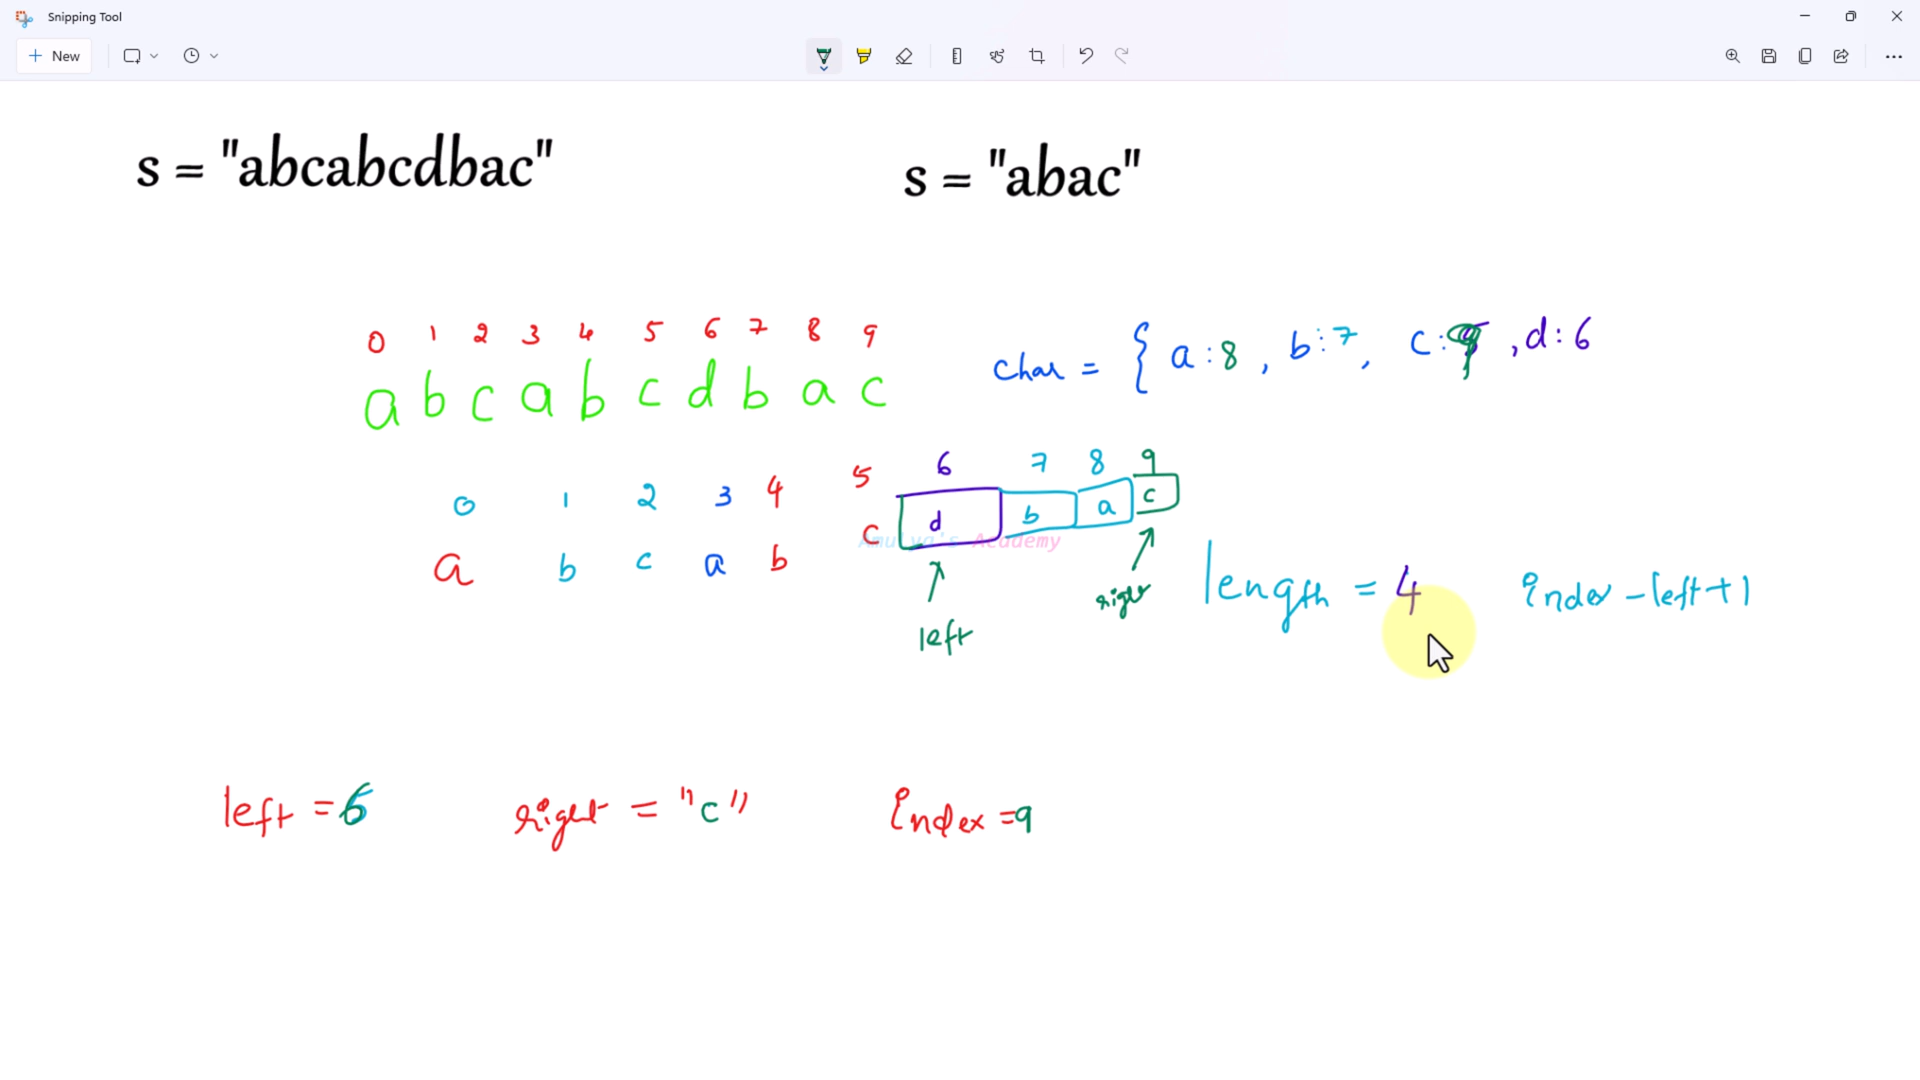 Snipping Tool
New
s = "abcabcdbac"
s = "abac"
0 1 2 3 4 5 6 7 8 9
a b c a b c d b a c
char = { a:8, b:7, c:9, d:6
0 1 2 3 4 5 6 7 8 9
a b c a b c d b a c
Amulya's Academy
left
right
length = 4
index-left+1
left = 6
right = "c"
index = 9